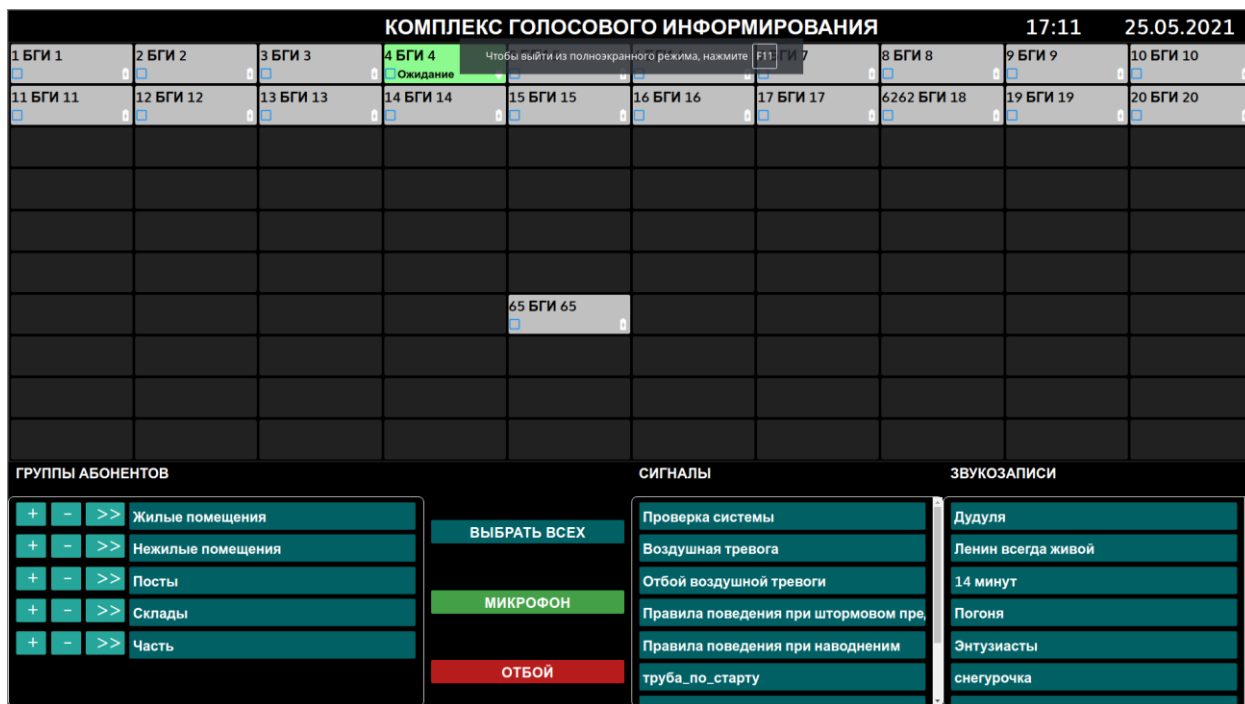 КОМПЛЕКС ГОЛОСОВОГО ИНФОРМИРОВАНИЯ 17:11 25.05.2021
1 БГИ 1 2 БГИ 2 3 БГИ 3 4 БГИ 4 7 8 БГИ 8 9 БГИ 9 10 БГИ 10
Чтобы выйти из полноэкранного режима, нажмите F11
Ожидание
11 БГИ 11 12 БГИ 12 13 БГИ 13 14 БГИ 14 15 БГИ 15 16 БГИ 16 17 БГИ 17 6262 БГИ 18 19 БГИ 19 20 БГИ 20
65 БГИ 65
ГРУППЫ АБОНЕНТОВ СИГНАЛЫ ЗВУКОЗАПИСИ
+ - >> Жилые помещения
+ - >> Нежилые помещения
+ - >> Посты
+ - >> Склады
+ - >> Часть
ВЫБРАТЬ ВСЕХ
МИКРОФОН
ОТБОЙ
Проверка системы
Воздушная тревога
Отбой воздушной тревоги
Правила поведения при штормовом пре
Правила поведения при наводненим
труба_по_старту
Дудуля
Ленин всегда живой
14 минут
Погоня
Энтузиасты
снегурочка